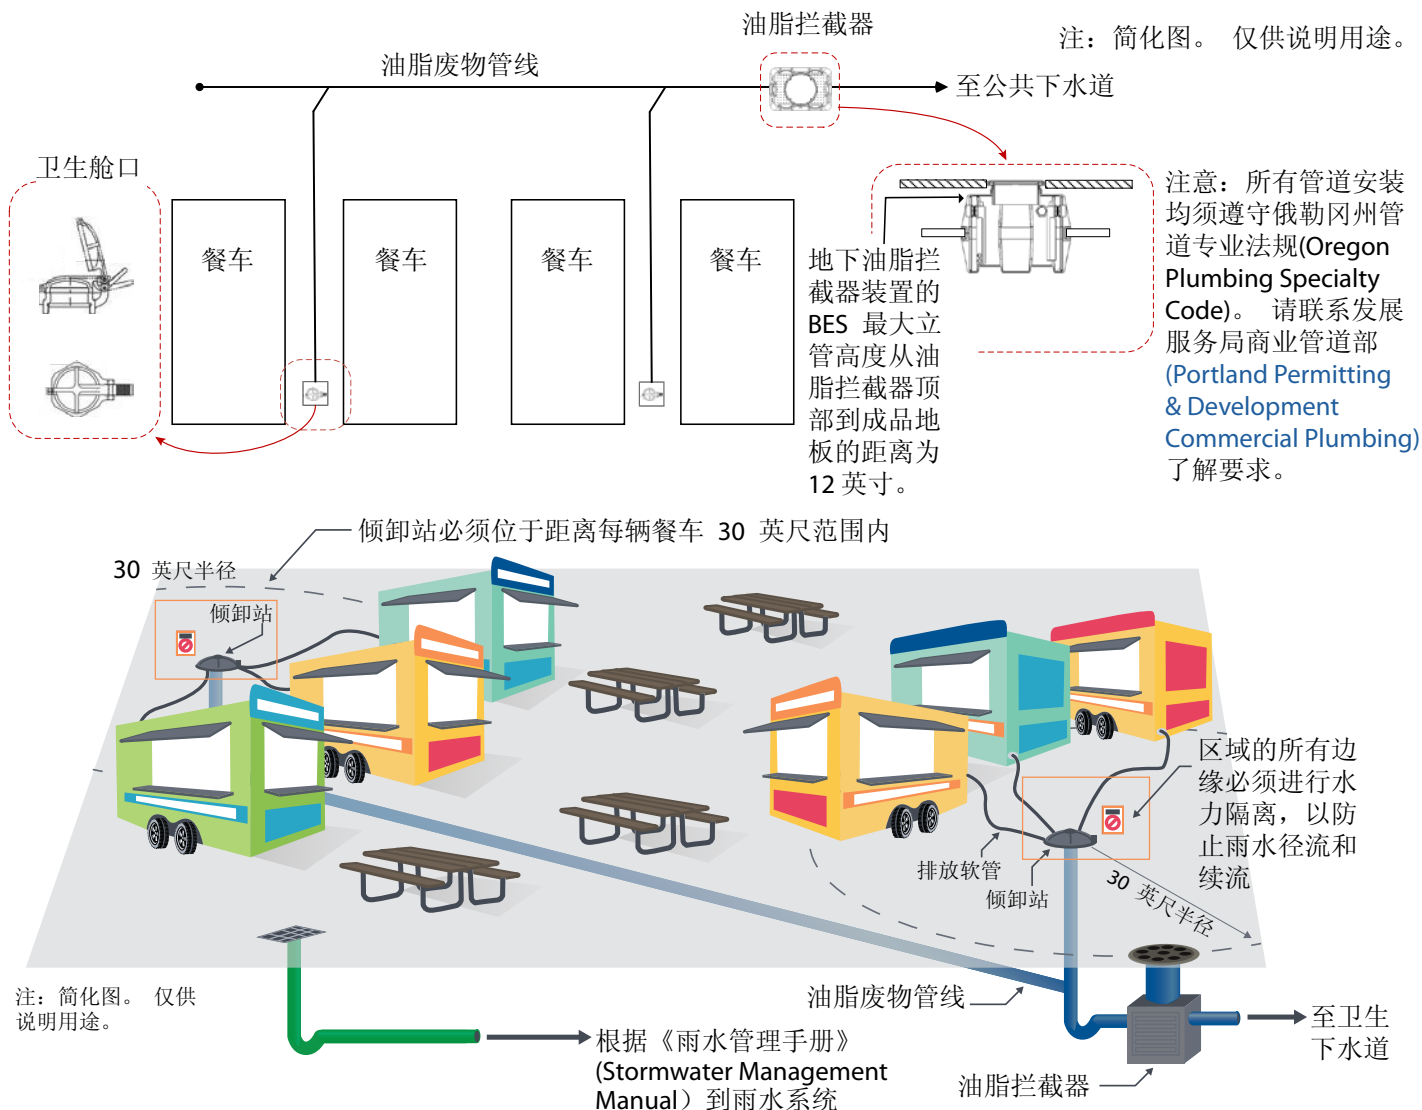 油脂拦截器
注：简化图。 仅供说明用途。
油脂废物管线
至公共下水道
卫生舱口
餐车
餐车
餐车
餐车
地下油脂拦
截器装置的
BES 最大立
管高度从油
脂拦截器顶
部到成品地
板的距离为
12 英寸。
注意：所有管道安装
均须遵守俄勒冈州管
道专业法规(Oregon
Plumbing Specialty
Code)。 请联系发展
服务局商业管道部
(Portland Permitting
& Development
Commercial Plumbing)
了解要求。
倾卸站必须位于距离每辆餐车 30 英尺范围内
30 英尺半径
倾卸站
区域的所有边
缘必须进行水
力隔离，以防
止雨水径流和
续流
排放软管
倾卸站
30 英尺半径
注：简化图。 仅供
说明用途。
油脂废物管线
至卫生
下水道
根据《雨水管理手册》
(Stormwater Management
Manual）到雨水系统
油脂拦截器